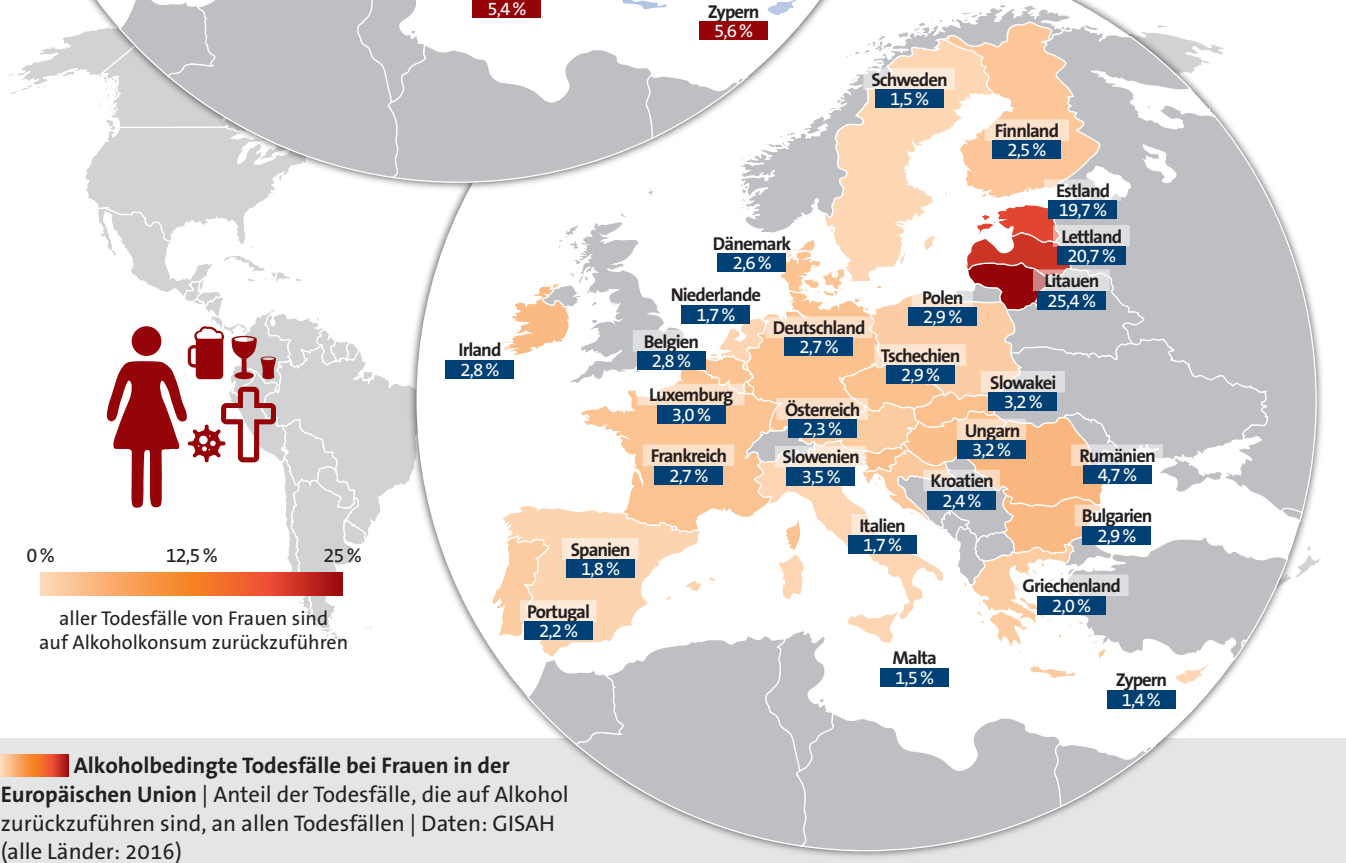 5,4 %
Zypern
5,6 %
Schweden
1,5 %
Finnland
2,5 %
Estland
19,7 %
Lettland
20,7 %
Litauen
25,4 %
Dänemark
2,6 %
Niederlande
1,7 %
Polen
2,9 %
Deutschland
2,7 %
Belgien
2,8 %
Irland
2,8 %
Tschechien
2,9 %
Slowakei
3,2 %
Luxemburg
3,0 %
Österreich
2,3 %
Ungarn
3,2 %
Frankreich
2,7 %
Slowenien
3,5 %
Rumänien
4,7 %
Kroatien
2,4 %
Bulgarien
2,9 %
Italien
1,7 %
Spanien
1,8 %
Griechenland
2,0 %
Portugal
2,2 %
Malta
1,5 %
Zypern
1,4 %
0 % 12,5 % 25 %
aller Todesfälle von Frauen sind
auf Alkoholkonsum zurückzuführen
Alkoholbedingte Todesfälle bei Frauen in der
Europäischen Union | Anteil der Todesfälle, die auf Alkohol
zurückzuführen sind, an allen Todesfällen | Daten: GISAH
(alle Länder: 2016)